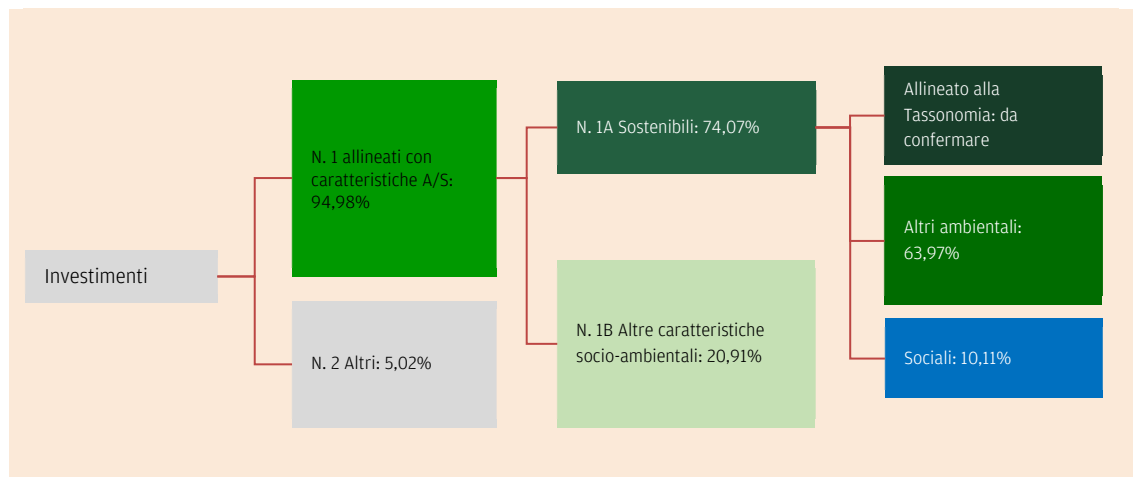 Investimenti
N. 1 allineati con
caratteristiche A/S:
94,98%
N. 2 Altri: 5,02%
N. 1A Sostenibili: 74,07%
N. 1B Altre caratteristiche
socio-ambientali: 20,91%
Allineato alla
Tassonomia: da
confermare
Altri ambientali:
63,97%
Sociali: 10,11%